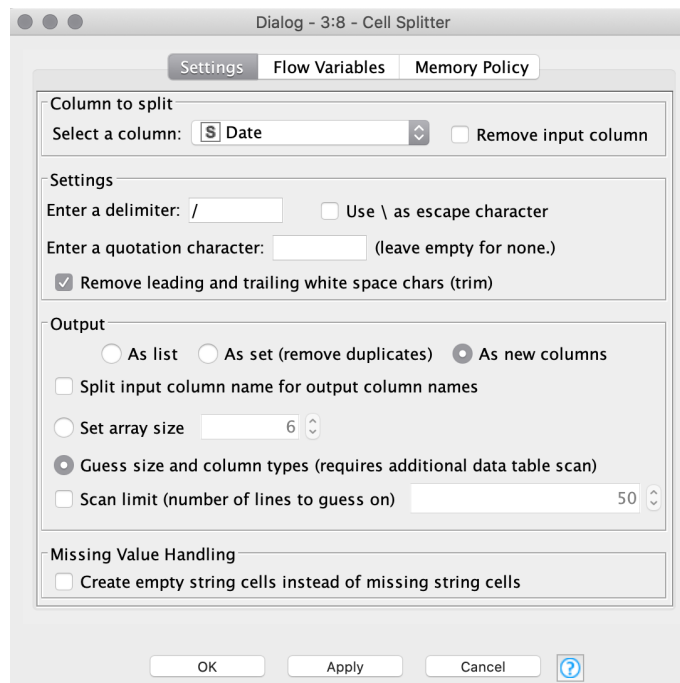 Dialog - 3:8 - Cell Splitter
Settings Flow Variables Memory Policy
Column to split
Select a column: S Date Remove input column
Settings
Enter a delimiter: / Use \ as escape character
Enter a quotation character: (leave empty for none.)
Remove leading and trailing white space chars (trim)
Output
As list As set (remove duplicates) As new columns
Split input column name for output column names
Set array size 6
Guess size and column types (requires additional data table scan)
Scan limit (number of lines to guess on) 50
Missing Value Handling
Create empty string cells instead of missing string cells
OK Apply Cancel ?